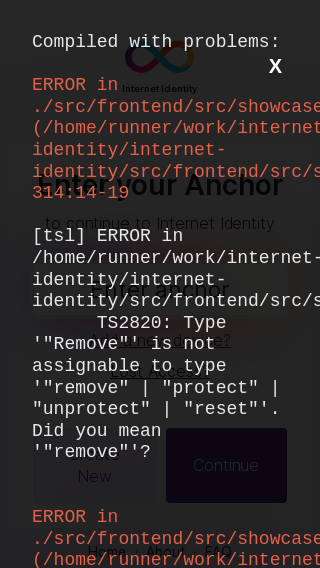 Compiled with problems:
X
Internet Identity
ERROR in
./src/frontend/src/showcase
(/home/runner/work/internet
identity/internet-
identity/src/frontend/src/s
314:14-19
Enter your Anchor
to continue to Internet Identity
[tsl] ERROR in
/home/runner/work/internet-
identity/internet-
identity/src/frontend/src/s
Enter anchor
TS2820: Type
'"Remove"' is not
assignable to type
'"remove" | "protect" |
"unprotect" | "reset"'.
Did you mean
'"remove"'?
Lost Access?
New
Continue
ERROR in
./src/frontend/src/showcase
(/home/runner/work/internet
Home · About · FAQ